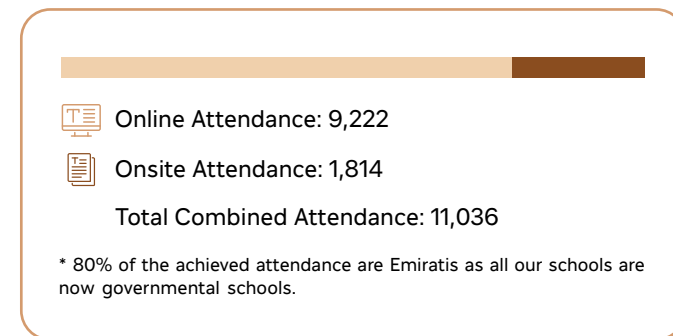 Online Attendance: 9,222
Onsite Attendance: 1,814
Total Combined Attendance: 11,036
* 80% of the achieved attendance are Emiratis as all our schools are
now governmental schools.